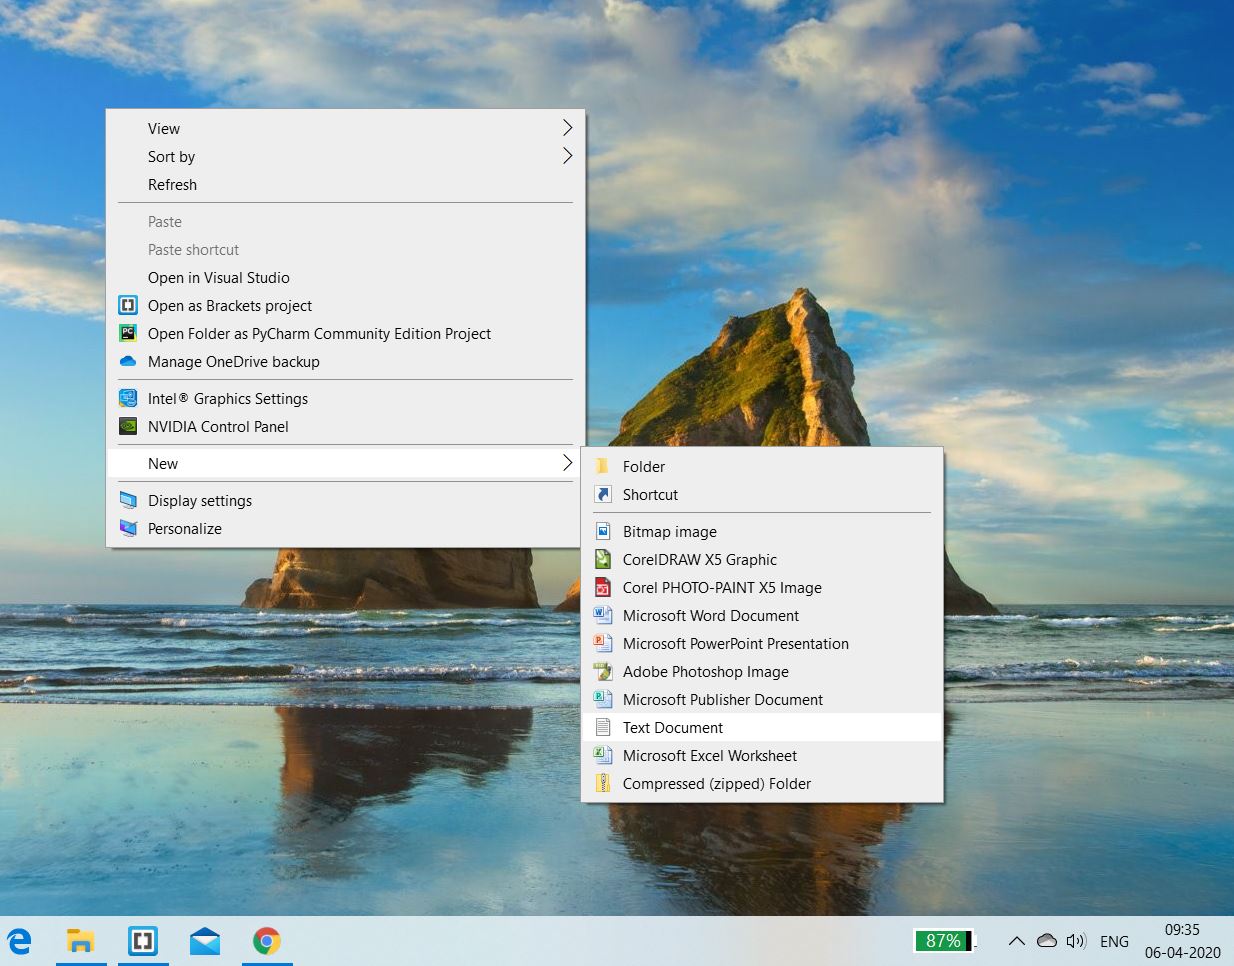 View
Sort by
Refresh
Paste
Paste shortcut
Open in Visual Studio
Open as Brackets project
PC
Open Folder as PyCharm Community Edition Project
Manage OneDrive backup
Intel® Graphics Settings
NVIDIA Control Panel
New
Display settings
Personalize
Folder
Shortcut
Bitmap image
CorelDRAW X5 Graphic
Corel PHOTO-PAINT X5 Image
Microsoft Word Document
Microsoft PowerPoint Presentation
Adobe Photoshop Image
Microsoft Publisher Document
Text Document
Microsoft Excel Worksheet
Compressed (zipped) Folder
87%
ENG
09:35
06-04-2020